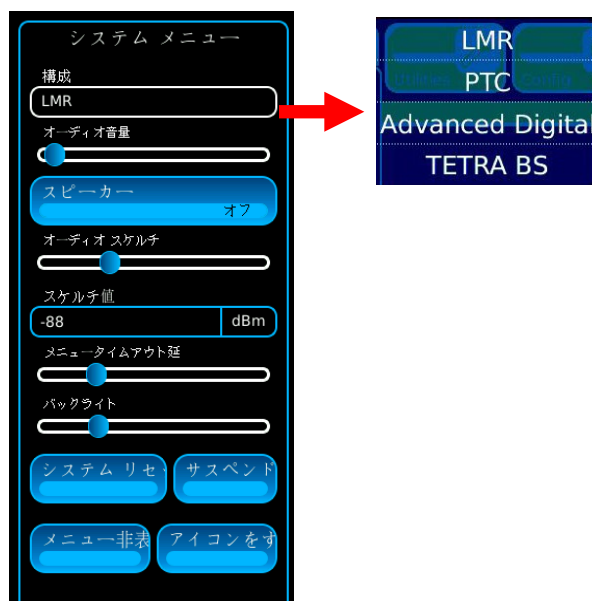 システム メニュー
構成
LMR
オーディオ音量
スピーカー
オフ
オーディオ スケルチ
スケルチ値
-88 dBm
メニュータイムアウト延
バックライト
システム リセ サスペンド
メニュー非表 アイコンをす
LMR
Utilities Config
PTC
Advanced Digital
TETRA BS